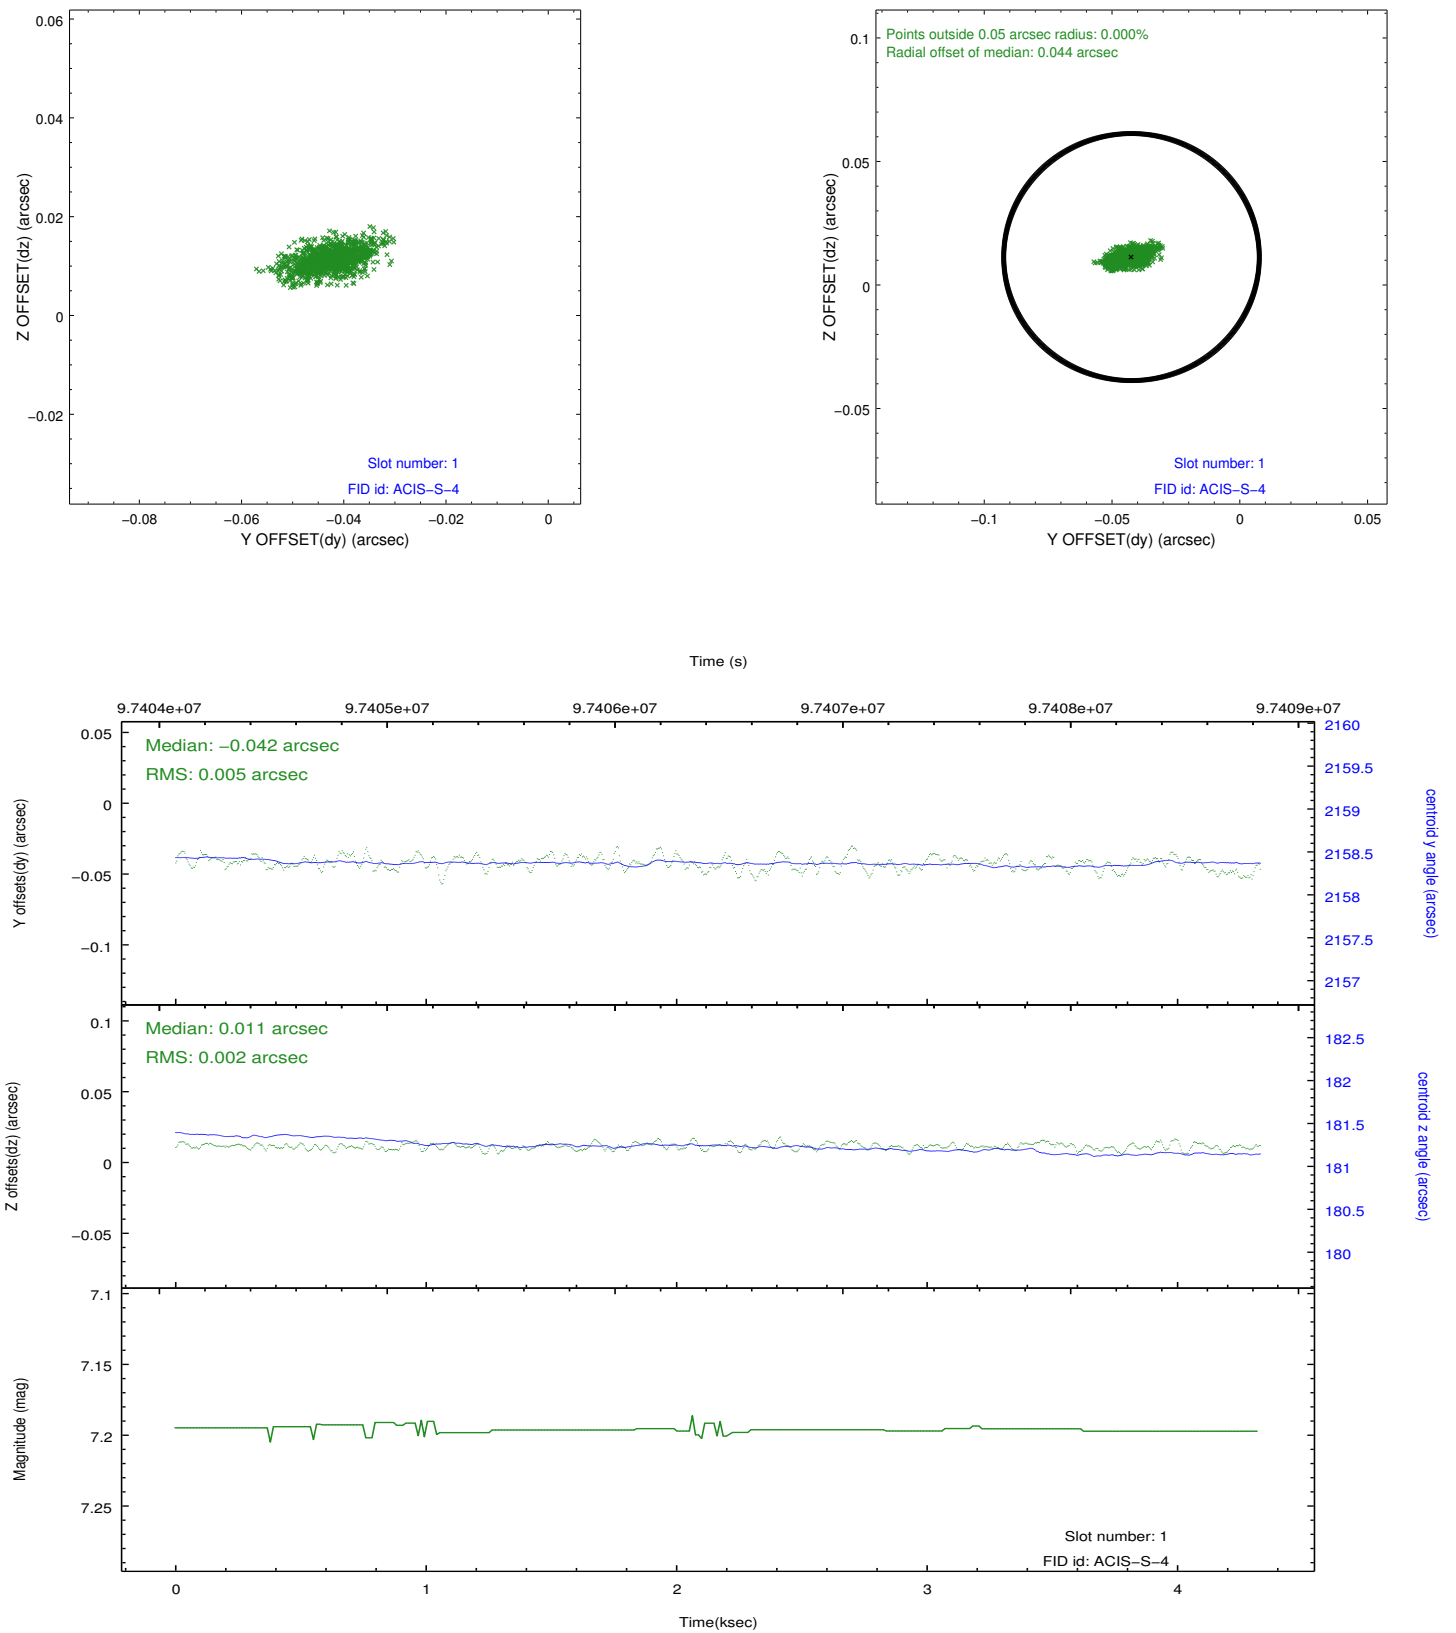 0.06
0.04
0.02
0
−0.02
Z OFFSET(dz) (arcsec)
Slot number: 1
FID id: ACIS−S−4
−0.08
−0.06
−0.04
−0.02
0
Y OFFSET(dy) (arcsec)
Points outside 0.05 arcsec radius: 0.000%
Radial offset of median: 0.044 arcsec
0.1
0.05
0
−0.05
Z OFFSET(dz) (arcsec)
Slot number: 1
FID id: ACIS−S−4
−0.1
−0.05
0
0.05
Y OFFSET(dy) (arcsec)
Time (s)
9.7404e+07
9.7405e+07
9.7406e+07
9.7407e+07
9.7408e+07
9.7409e+07
Median: −0.042 arcsec
RMS: 0.005 arcsec
0.05
0
−0.05
−0.1
Y offsets(dy) (arcsec)
2160
2159.5
2159
2158.5
2158
2157.5
2157
centroid y angle (arcsec)
Median: 0.011 arcsec
RMS: 0.002 arcsec
0.1
0.05
0
−0.05
Z offsets(dz) (arcsec)
182.5
182
181.5
181
180.5
180
centroid z angle (arcsec)
7.1
7.15
7.2
7.25
Magnitude (mag)
Slot number: 1
FID id: ACIS−S−4
0
1
2
3
4
Time(ksec)